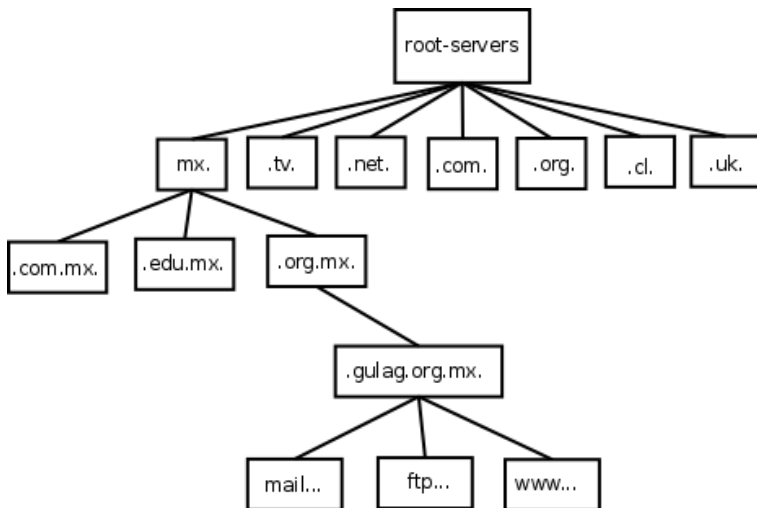 root-servers
mx.
.tv.
.net.
.com.
.org.
.cl.
.uk.
.com.mx.
.edu.mx.
.org.mx.
.gulag.org.mx.
mail...
ftp...
www...